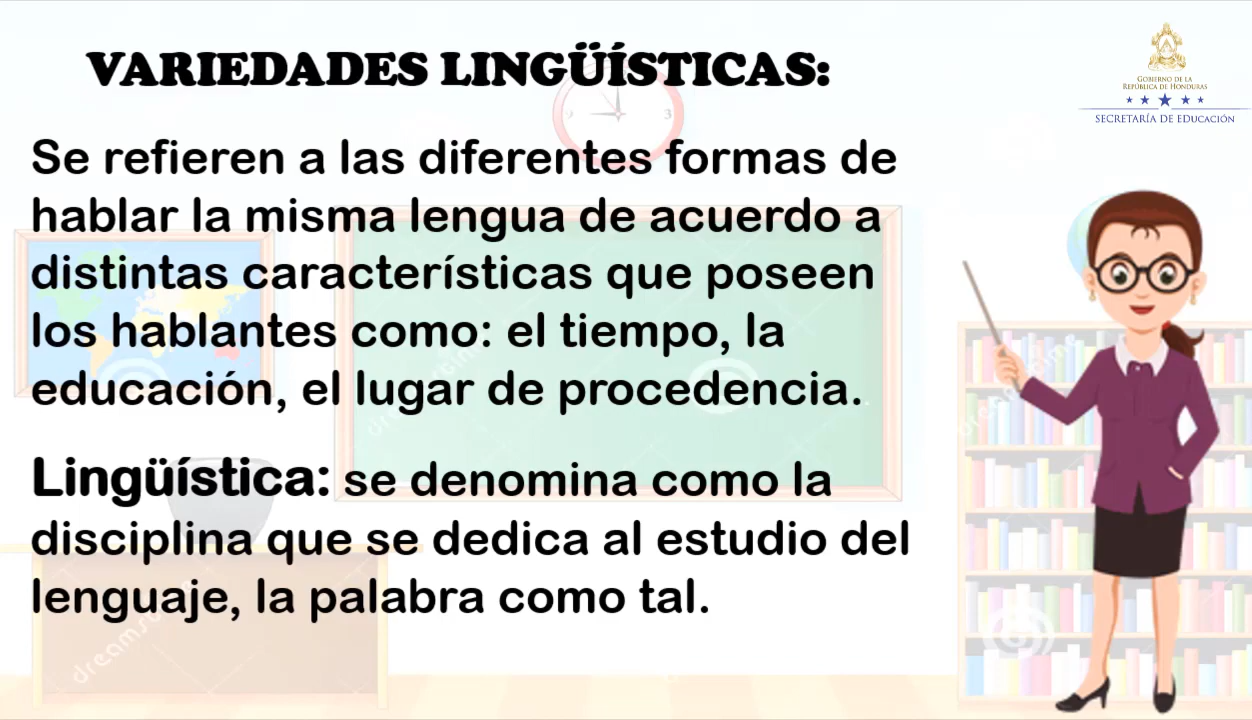 VARIEDADES LINGÜÍSTICAS:
GOBIERNO DE LA
REPÚBLICA DE HONDURAS
SECRETARÍA DE EDUCACIÓN
Se refieren a las diferentes formas de
hablar la misma lengua de acuerdo a
distintas características que poseen
los hablantes como: el tiempo, la
educación, el lugar de procedencia.
Lingüística: se denomina como la
disciplina que se dedica al estudio del
lenguaje, la palabra como tal.
9
3